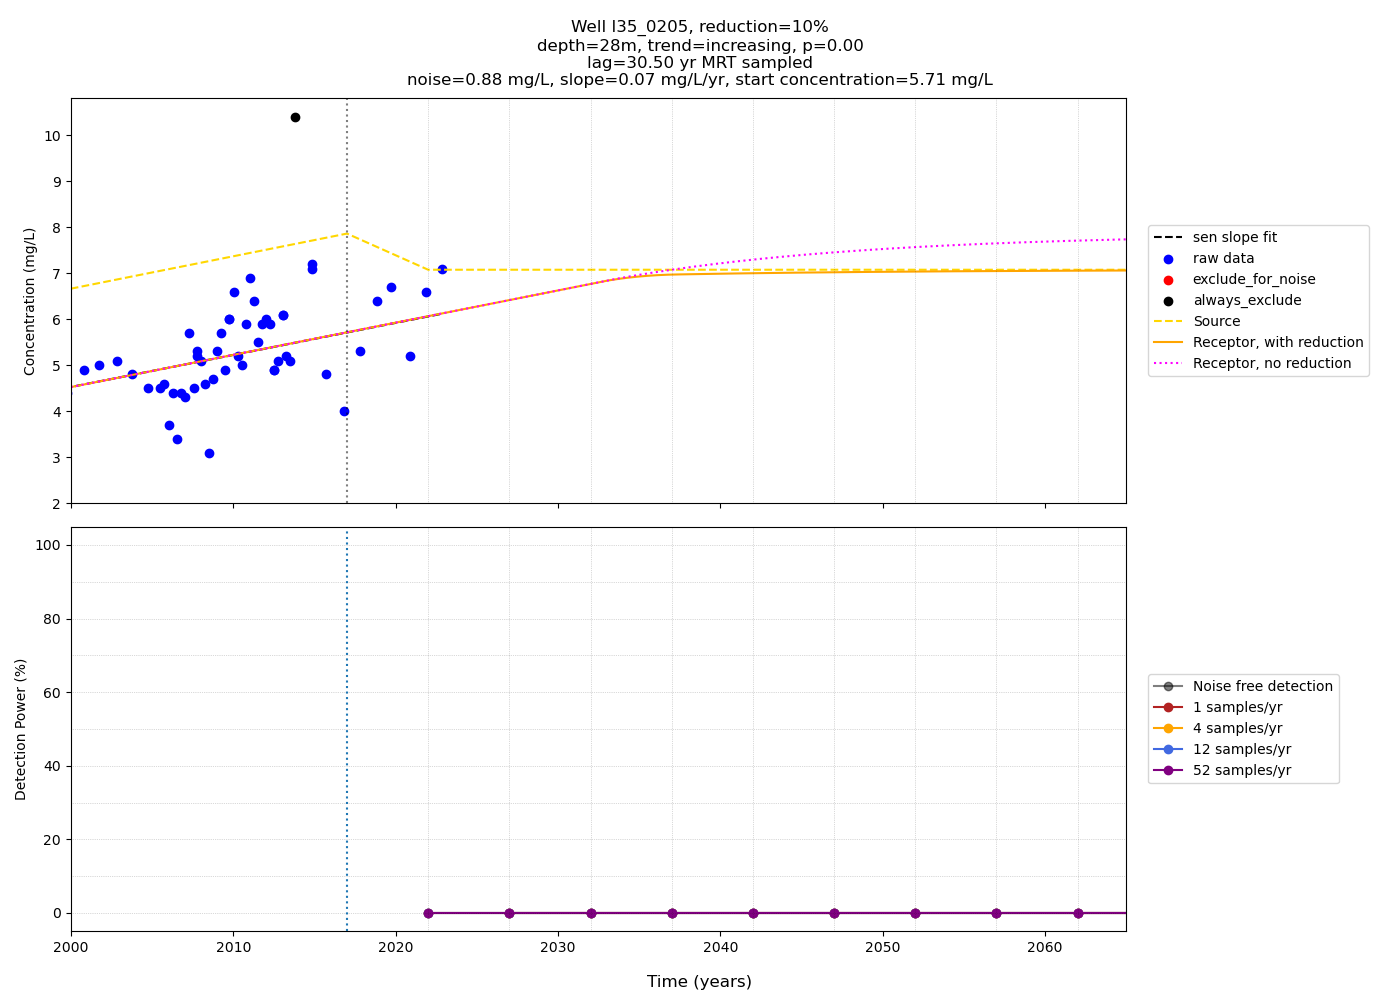 Well l35_0205, reduction=10%
depth=28m, trend=increasing, p=0.00
lag=30.50 yr MRT sampled
noise=0.88 mg/L, slope=0.07 mg/L/yr, start concentration=5.71 mg/L
Concentration (mg/L)
10
9
8
7
6
5
4
3
2
sen slope fit
raw data
exclude_for_noise
always_exclude
Source
Receptor, with reduction
Receptor, no reduction
Detection Power (%)
100
80
60
40
20
0
Noise free detection
1 samples/yr
4 samples/yr
12 samples/yr
52 samples/yr
2000 2010 2020 2030 2040 2050 2060
Time (years)